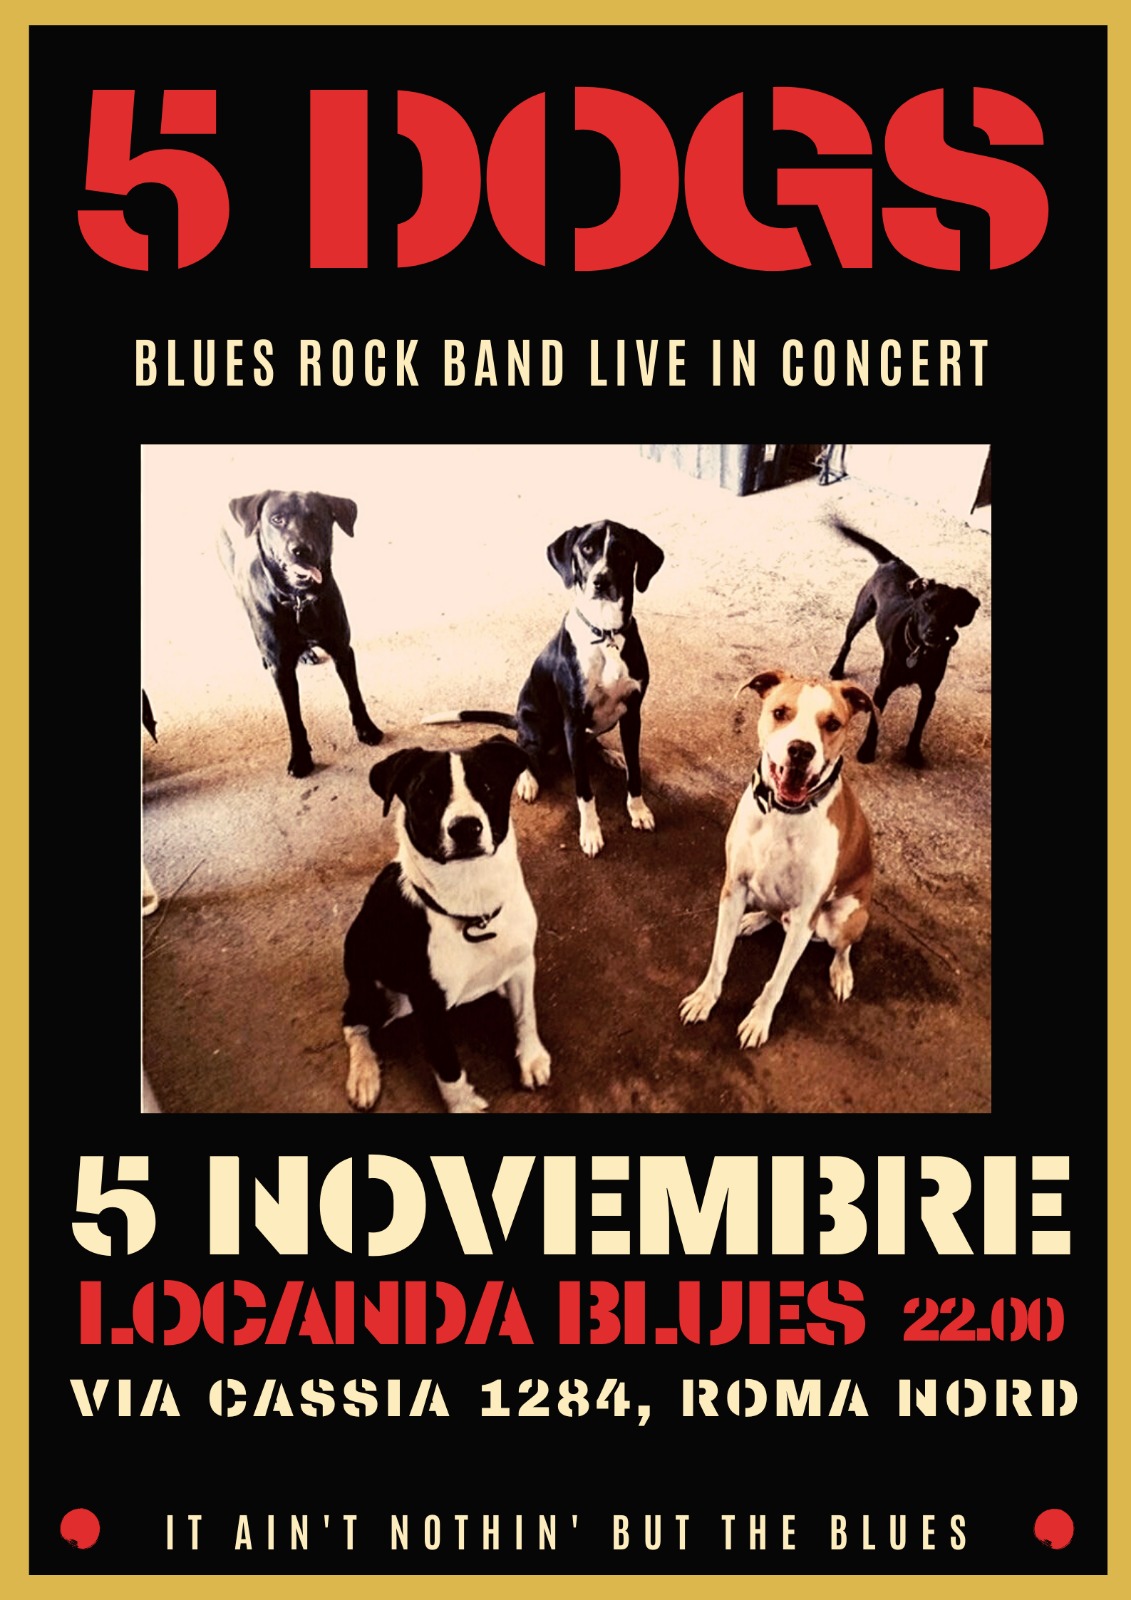 5 DOGS
BLUES ROCK BAND LIVE IN CONCERT
5 NOVEMBRE
LOCANDA BLUES 22.00
VIA CASSIA 1284, ROMA NORD
IT AIN'T NOTHIN' BUT THE BLUES